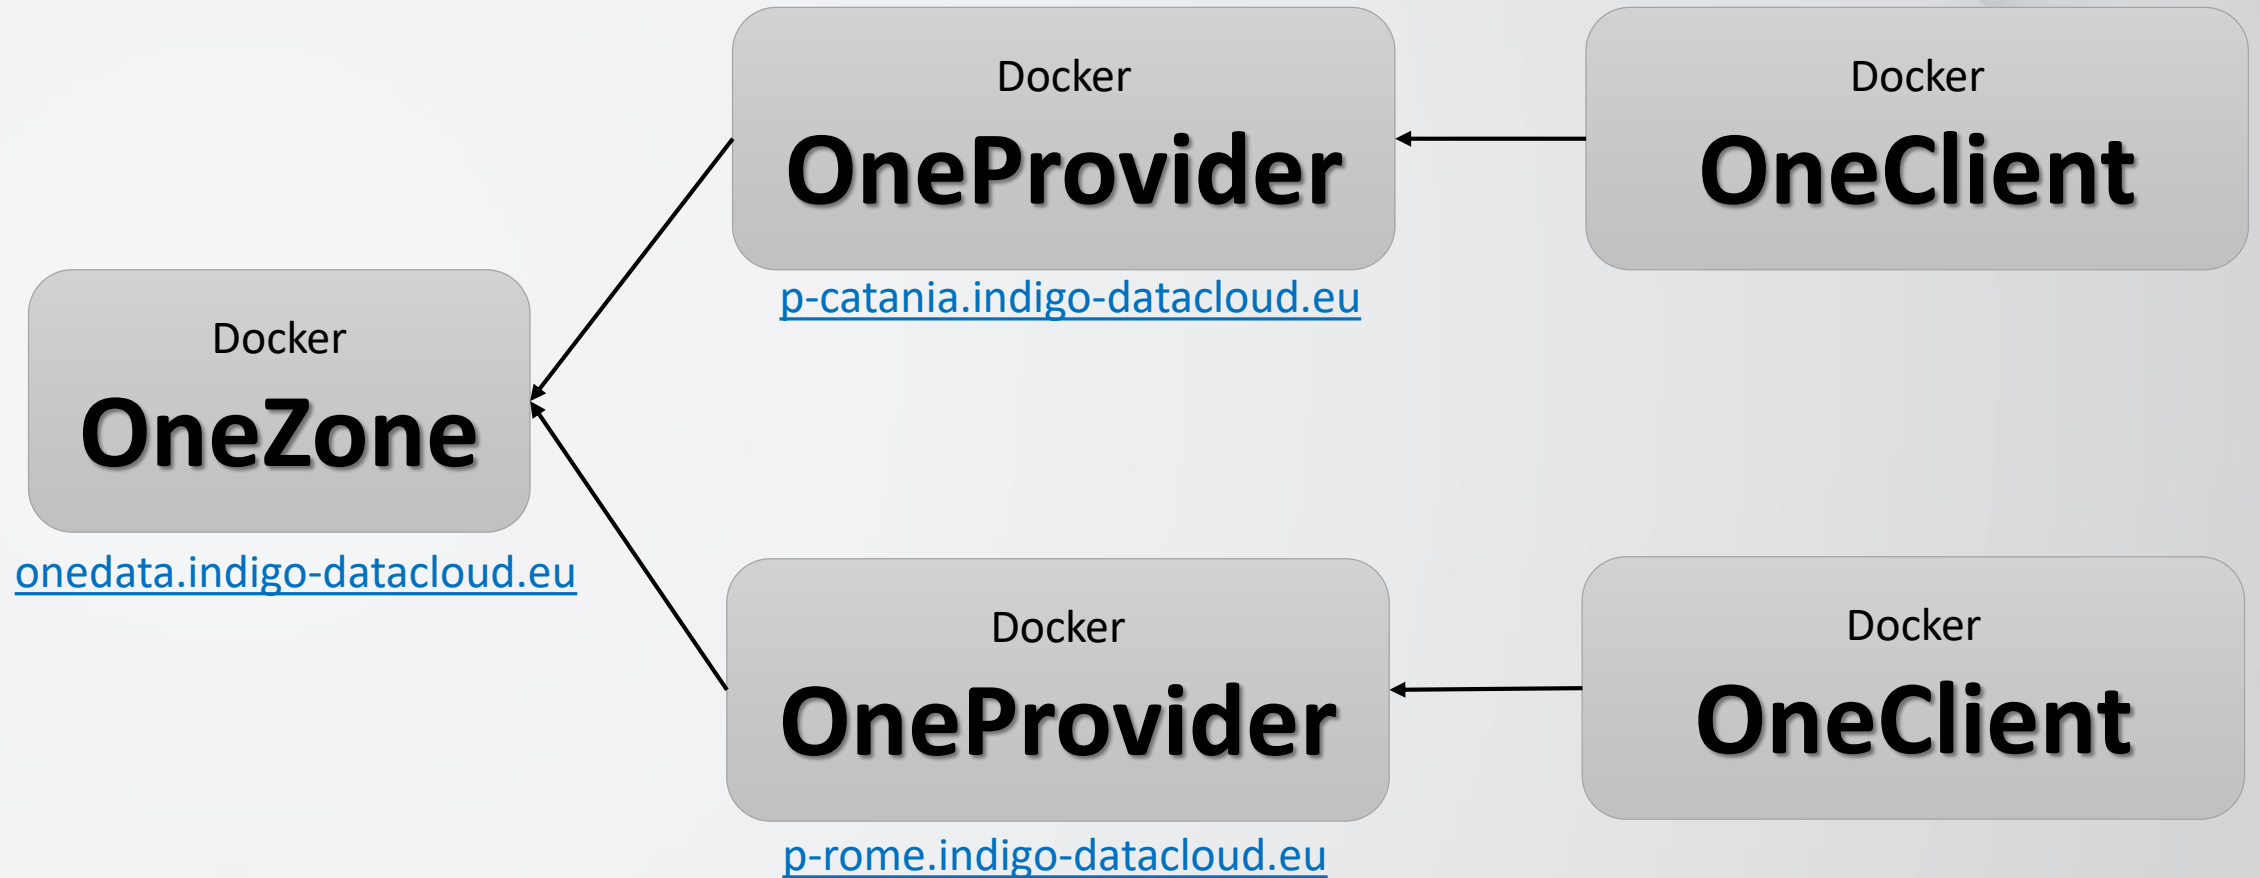 Docker
OneProvider
p-catania.indigo-datacloud.eu
Docker
OneClient
Docker
OneZone
onedata.indigo-datacloud.eu
Docker
OneProvider
p-rome.indigo-datacloud.eu
Docker
OneClient